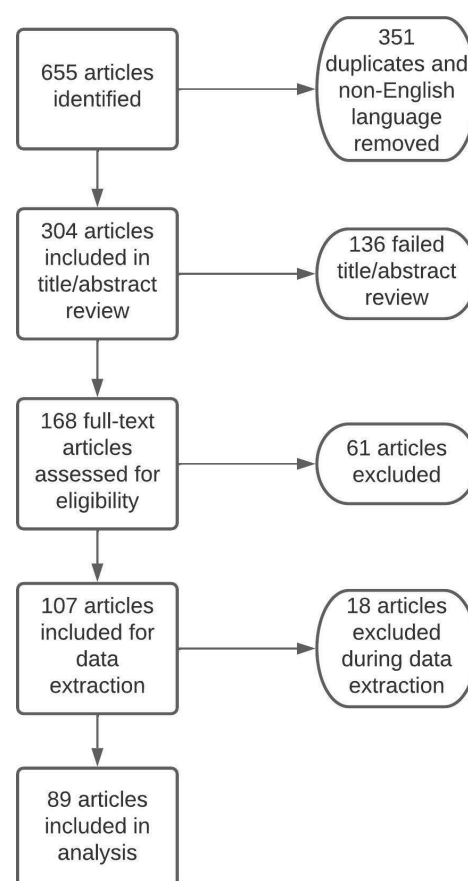 655 articles
identified
351
duplicates and
non-English
language
removed
304 articles
included in
title/abstract
review
136 failed
title/abstract
review
168 full-text
articles
assessed for
eligibility
61 articles
excluded
107 articles
included for
data
extraction
18 articles
excluded
during data
extraction
89 articles
included in
analysis